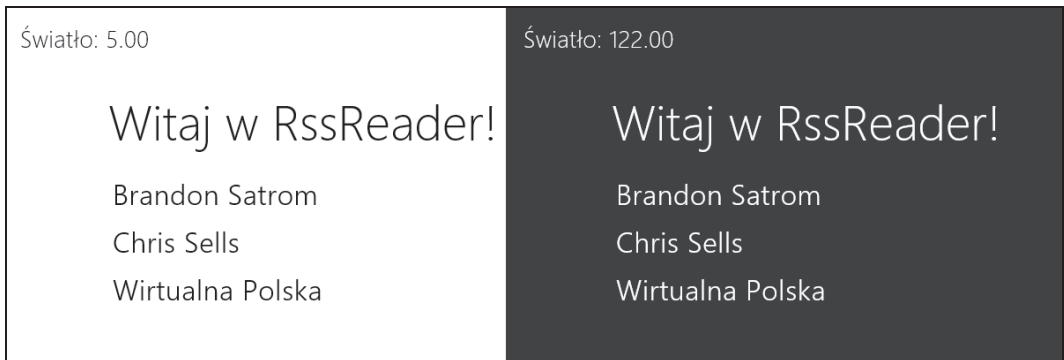 Światło: 5.00
Witaj w RssReader!
Brandon Satrom
Chris Sells
Wirtualna Polska
Światło: 122.00
Witaj w RssReader!
Brandon Satrom
Chris Sells
Wirtualna Polska